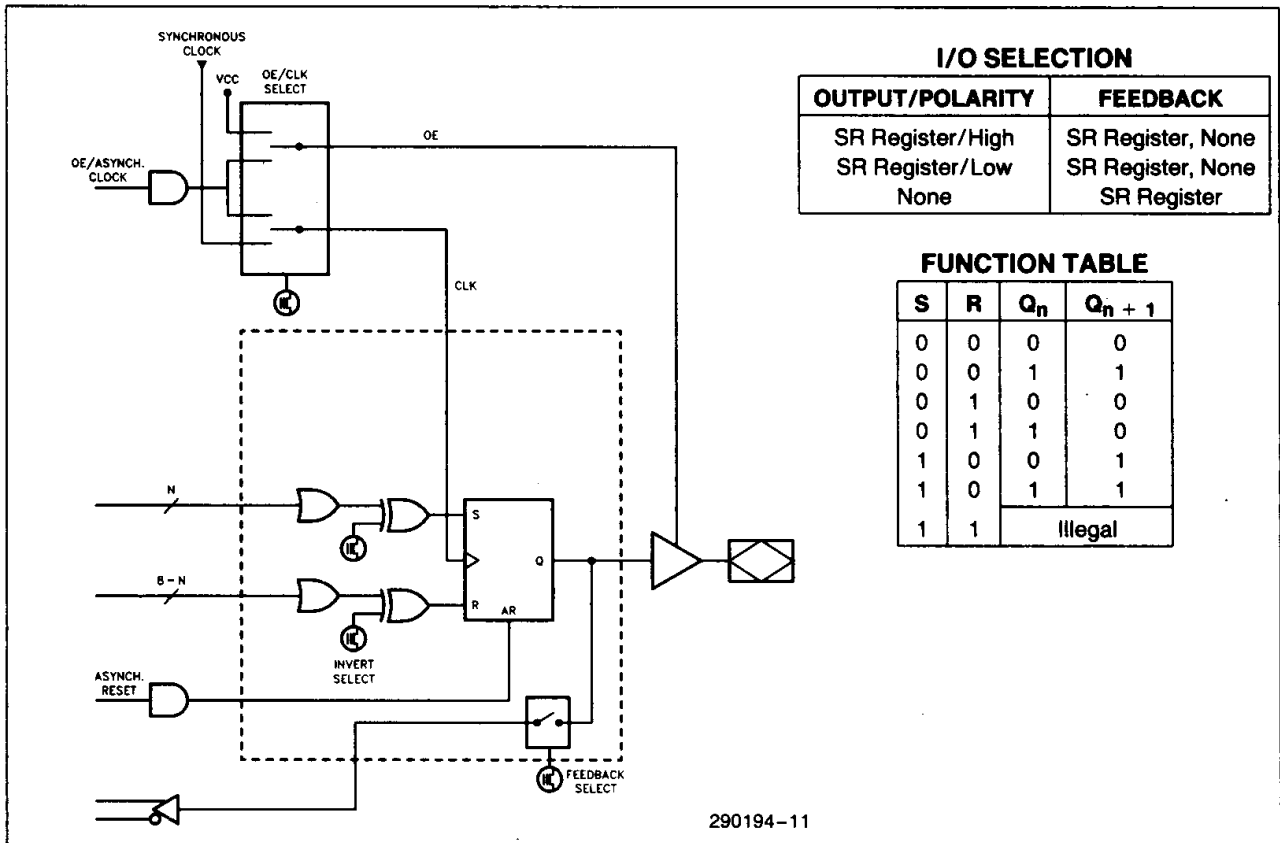 SYNCHRONOUS
CLOCK
VCC
OE/CLK
SELECT
OE
OE/ASYNCH.
CLOCK
CLK
N
8-N
S
Q
R
AR
INVERT
SELECT
ASYNCH.
RESET
FEEDBACK
SELECT
I/O SELECTION
OUTPUT/POLARITY FEEDBACK
SR Register/High SR Register, None
SR Register/Low SR Register, None
None SR Register
FUNCTION TABLE
S R Qn Qn + 1
0 0 0 0
0 0 1 1
0 1 0 0
0 1 1 0
1 0 0 1
1 0 1 1
1 1 Illegal
290194-11